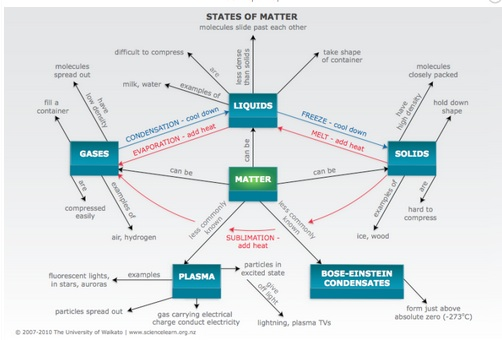 STATES OF MATTER
molecules slide past each other
difficult to compress
are
less dense
than solids
take shape
of container
milk, water
examples of
LIQUIDS
molecules
spread out
have
low density
fill a
container
CONDENSATION - cool down
EVAPORATION - add heat
FREEZE - cool down
MELT - add heat
molecules
closely packed
have
high density
hold down
shape
GASES
can be
SOLIDS
can be
MATTER
can be
are
compressed
easily
examples of
air, hydrogen
less commonly
known
SUBLIMATION -
add heat
less commonly
known
examples of
ice, wood
are
hard to
compress
fluorescent lights,
in stars, auroras
examples
PLASMA
particles in
excited state
BOSE-EINSTEIN
CONDENSATES
particles spread out
gas carrying electrical
charge conduct electricity
give
off light
lightning, plasma TVs
form just above
absolute zero (-273°C)
© 2007-2010 The University of Waikato | www.sciencelearn.org.nz